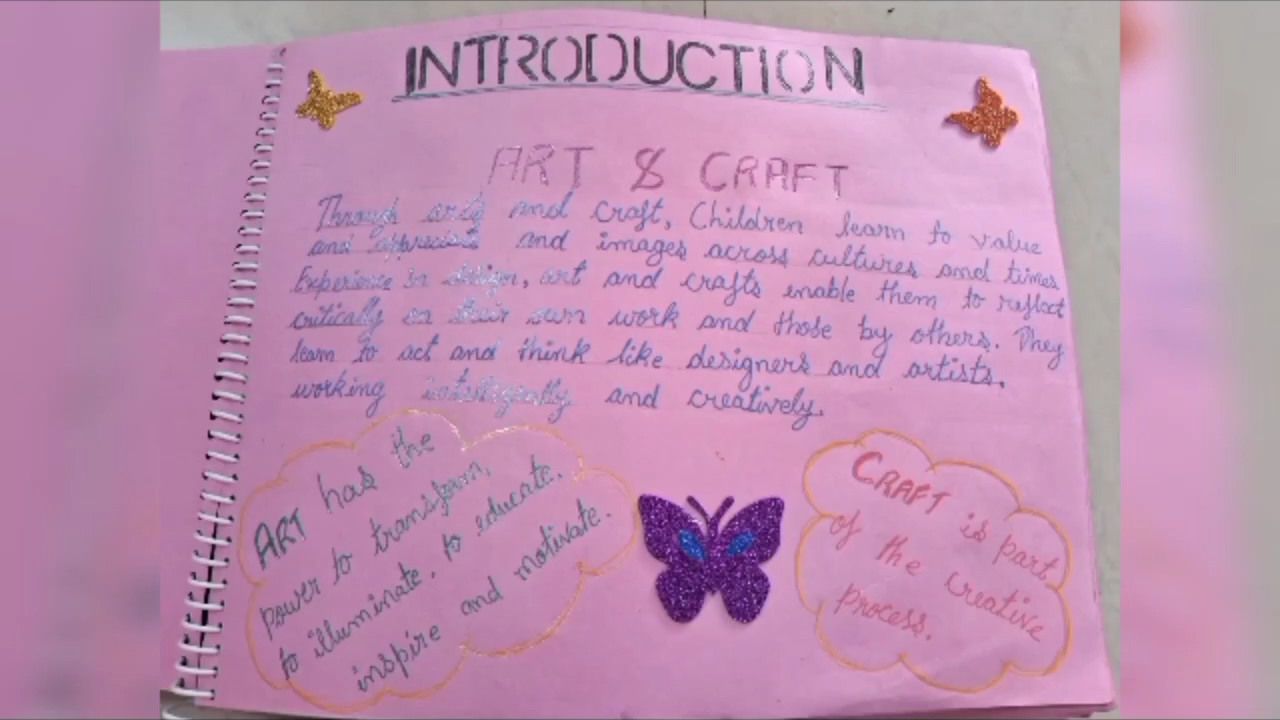 INTRODUCTION
ART & CRAFT
Through arts and craft, Children learn to value
and appreciate and images across cultures and times
Experience in design, art and crafts enable them to reflect
critically on their own work and those by others. They
learn to act and think like designers and artists.
working intelligently and creatively.
ART has the
power to transform,
to illuminate, to educate,
inspire and motivate.
CRAFT is part
of the creative
process.